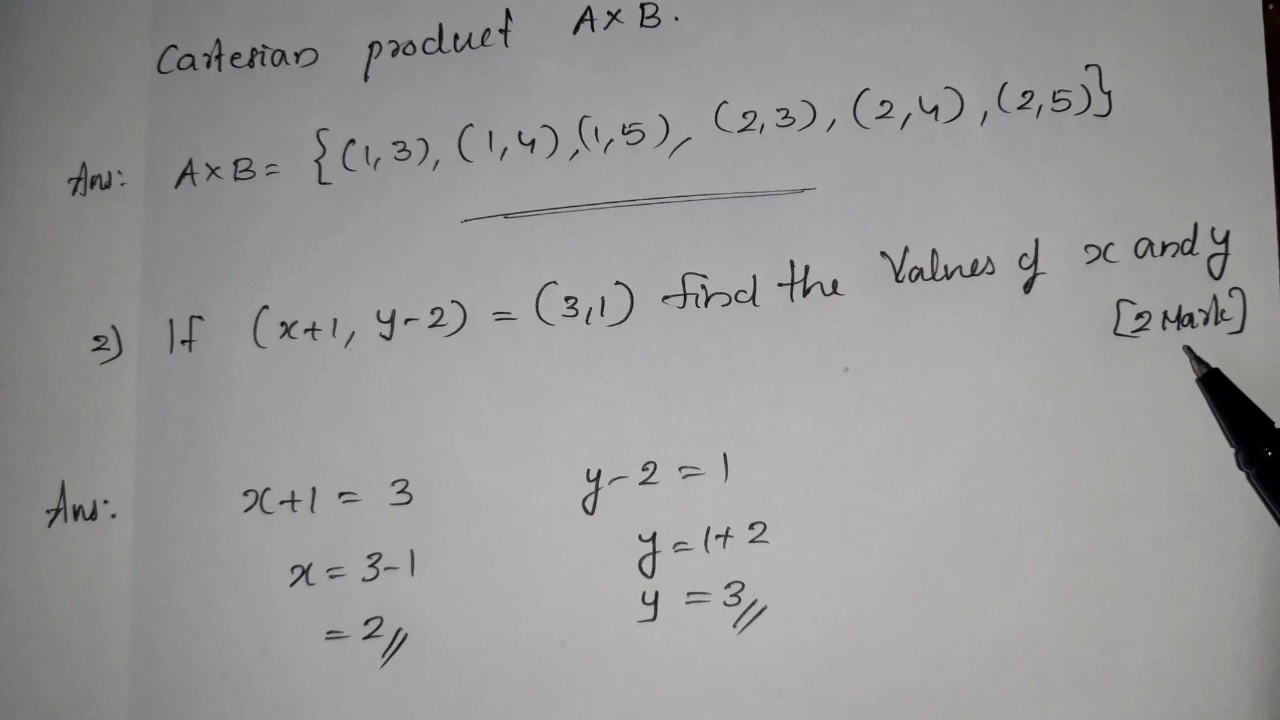 Cartesian product A×B.
Ans: A×B= {(1,3), (1,4),(1,5), (2,3), (2,4),(2,5)}
2) If (x+1, y-2) = (3,1) find the Values of x and y
[2 Mark]
Ans: x+1 = 3 y-2 = 1
x = 3-1 y = 1+2
= 2// y = 3//